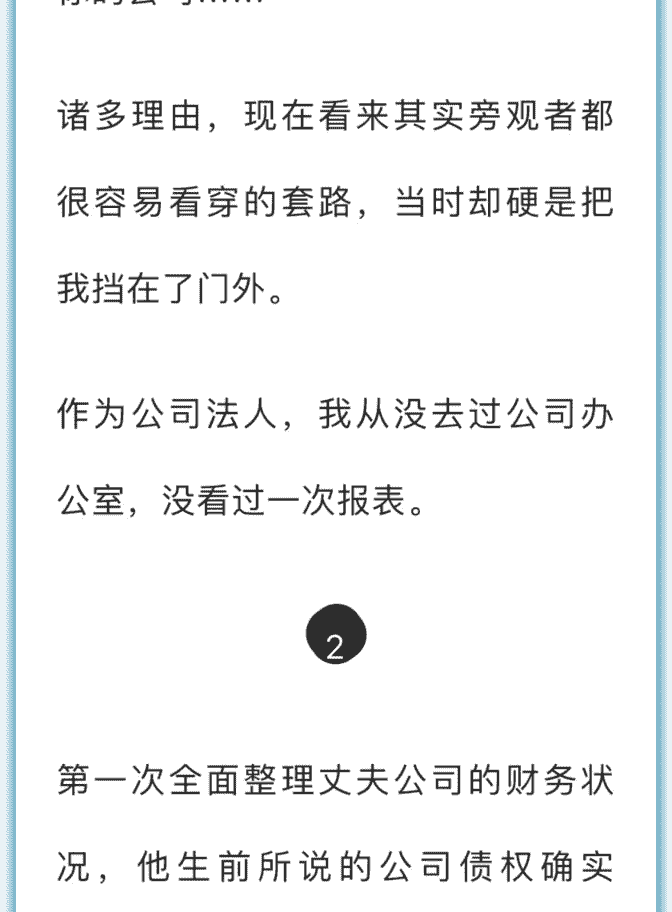 诸多理由，现在看来其实旁观者都
很容易看穿的套路，当时却硬是把
我挡在了门外。
作为公司法人，我从没去过公司办
公室，没看过一次报表。
2
第一次全面整理丈夫公司的财务状
况，他生前所说的公司债权确实